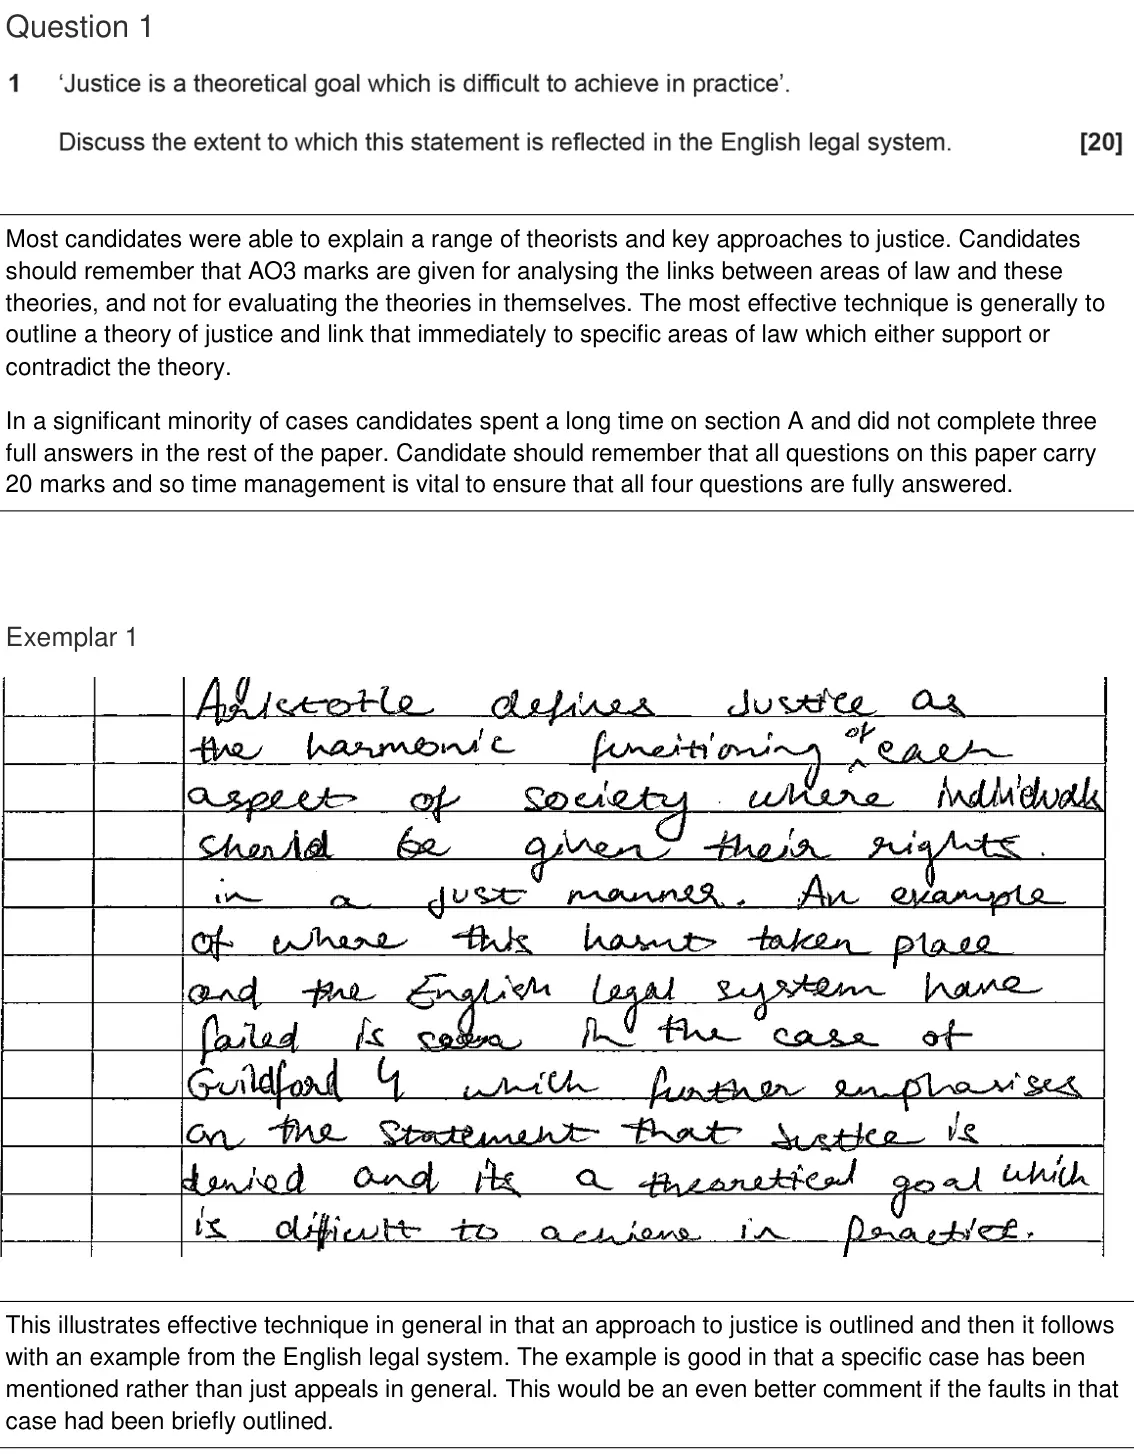 Question 1
1 ‘Justice is a theoretical goal which is difficult to achieve in practice’.
Discuss the extent to which this statement is reflected in the English legal system. [20]
Most candidates were able to explain a range of theorists and key approaches to justice. Candidates
should remember that AO3 marks are given for analysing the links between areas of law and these
theories, and not for evaluating the theories in themselves. The most effective technique is generally to
outline a theory of justice and link that immediately to specific areas of law which either support or
contradict the theory.
In a significant minority of cases candidates spent a long time on section A and did not complete three
full answers in the rest of the paper. Candidate should remember that all questions on this paper carry
20 marks and so time management is vital to ensure that all four questions are fully answered.
Exemplar 1
Aristotle defines Justice as
the harmonic funcitioning of each
aspect of society where individuals
should be given their rights.
in a just manner. An example
of where this hasnt taken place
and the English legal system have
failed is seen in the case of
Guildford 4 which further emphasises
on the statement that Justice is
denied and its a theoretical goal which
is difficult to achieve in practice.
This illustrates effective technique in general in that an approach to justice is outlined and then it follows
with an example from the English legal system. The example is good in that a specific case has been
mentioned rather than just appeals in general. This would be an even better comment if the faults in that
case had been briefly outlined.